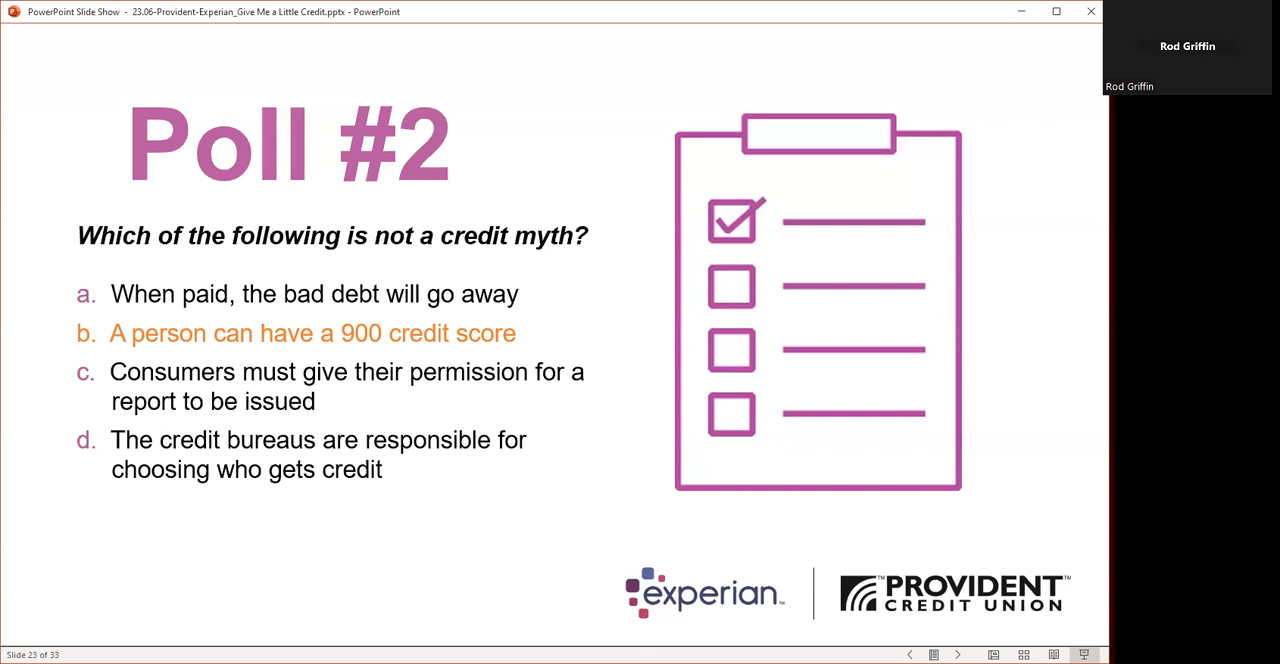 PowerPoint Slide Show - 23.06-Provident-Experian_Give Me a Little Credit.pptx - PowerPoint
Rod Griffin
Rod Griffin
Poll #2
Which of the following is not a credit myth?
a. When paid, the bad debt will go away
b. A person can have a 900 credit score
c. Consumers must give their permission for a
report to be issued
d. The credit bureaus are responsible for
choosing who gets credit
experian™
™PROVIDENT™
CREDIT UNION
Slide 23 of 33